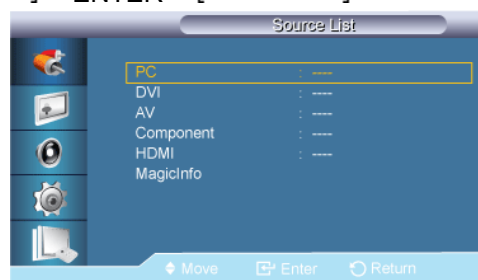 Source List
PC : ----
DVI : ----
AV : ----
Component : ----
HDMI : ----
MagicInfo
Move Enter Return